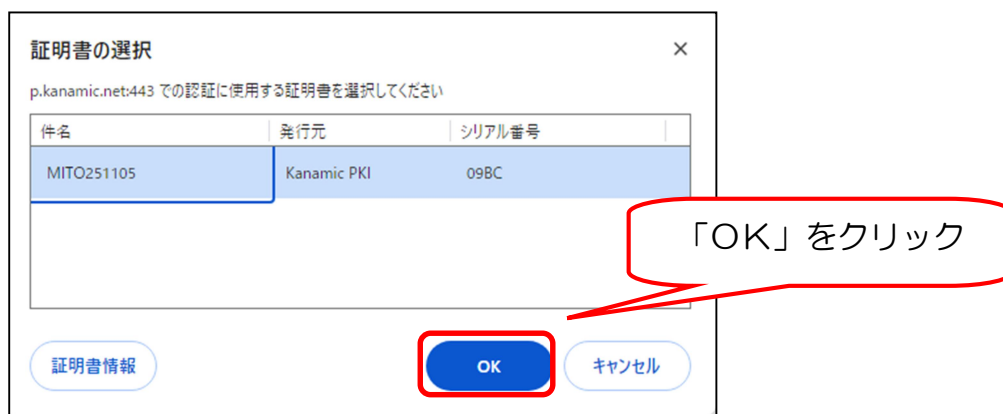 証明書の選択
×
p.kanamic.net:443 での認証に使用する証明書を選択してください
件名 発行元 シリアル番号
MITO251105 Kanamic PKI 09BC
「OK」をクリック
証明書情報 OK キャンセル